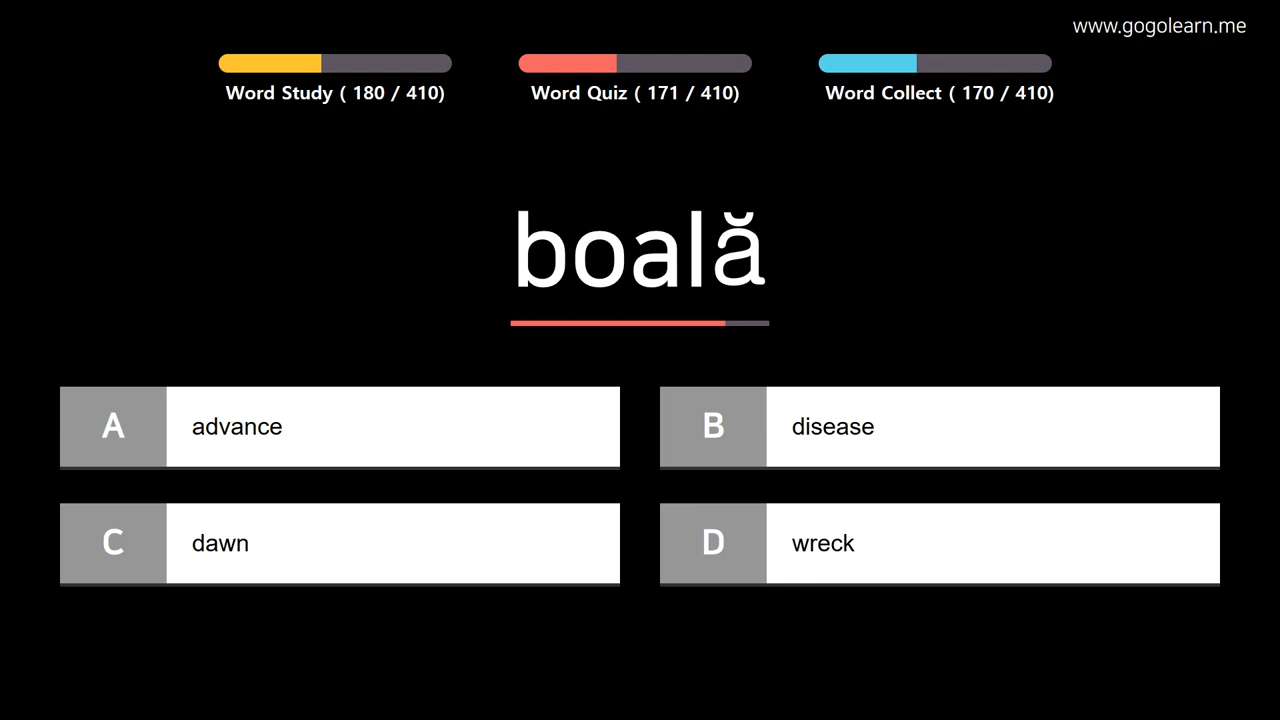 www.gogolearn.me
Word Study ( 180 / 410)
Word Quiz ( 171 / 410)
Word Collect ( 170 / 410)
boală
A advance
B disease
C dawn
D wreck